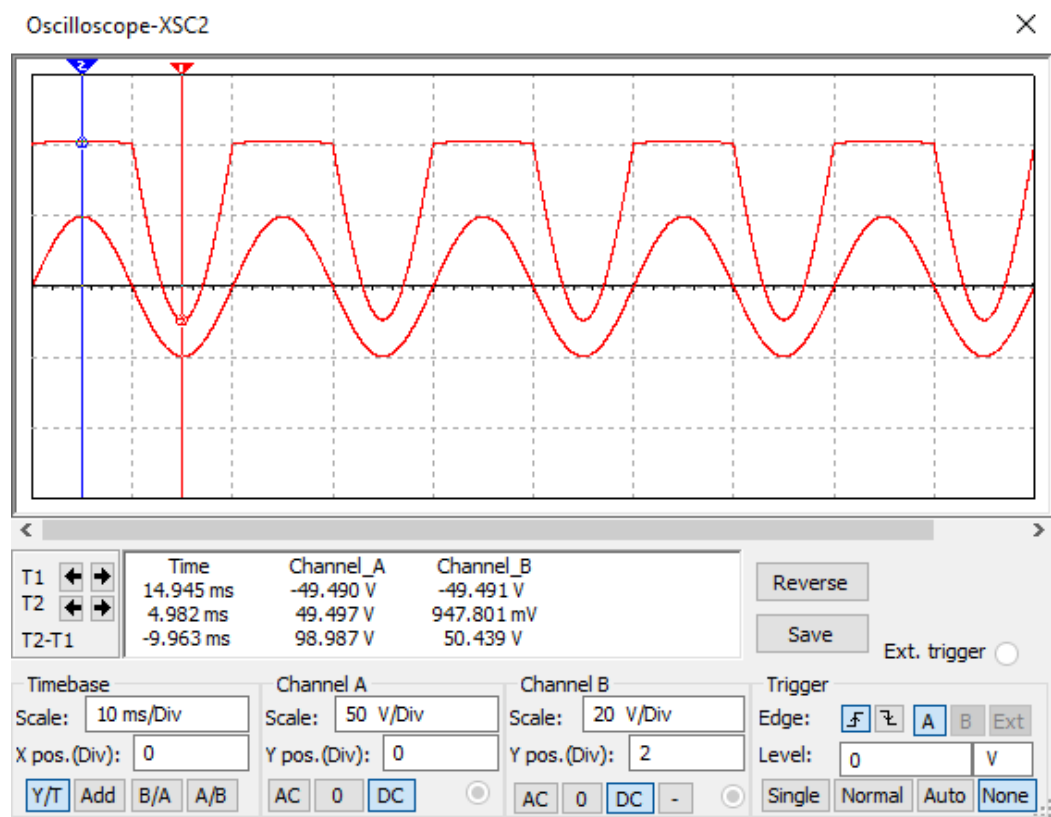 Oscilloscope-XSC2
2
1
T1
T2
T2-T1
Time Channel_A Channel_B
14.945 ms -49.490 V -49.491 V
4.982 ms 49.497 V 947.801 mV
-9.963 ms 98.987 V 50.439 V
Reverse
Save
Ext. trigger
Timebase
Scale: 10 ms/Div
X pos.(Div): 0
Y/T Add B/A A/B
Channel A
Scale: 50 V/Div
Y pos.(Div): 0
AC 0 DC
Channel B
Scale: 20 V/Div
Y pos.(Div): 2
AC 0 DC -
Trigger
Edge: A B Ext
Level: 0 V
Single Normal Auto None